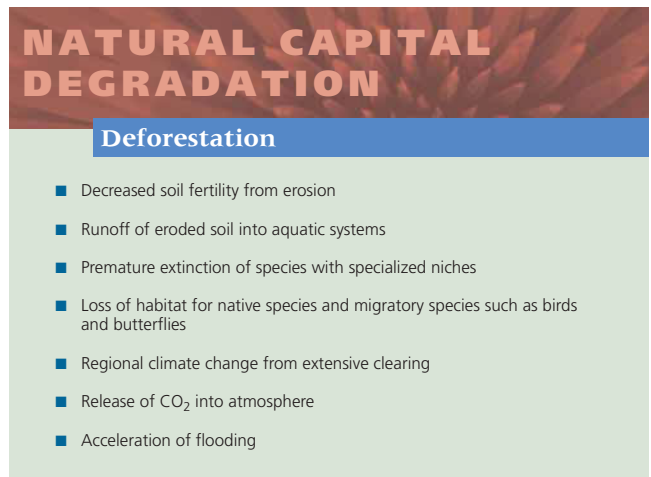 NATURAL CAPITAL
DEGRADATION
Deforestation
■ Decreased soil fertility from erosion
■ Runoff of eroded soil into aquatic systems
■ Premature extinction of species with specialized niches
■ Loss of habitat for native species and migratory species such as birds
and butterflies
■ Regional climate change from extensive clearing
■ Release of CO₂ into atmosphere
■ Acceleration of flooding